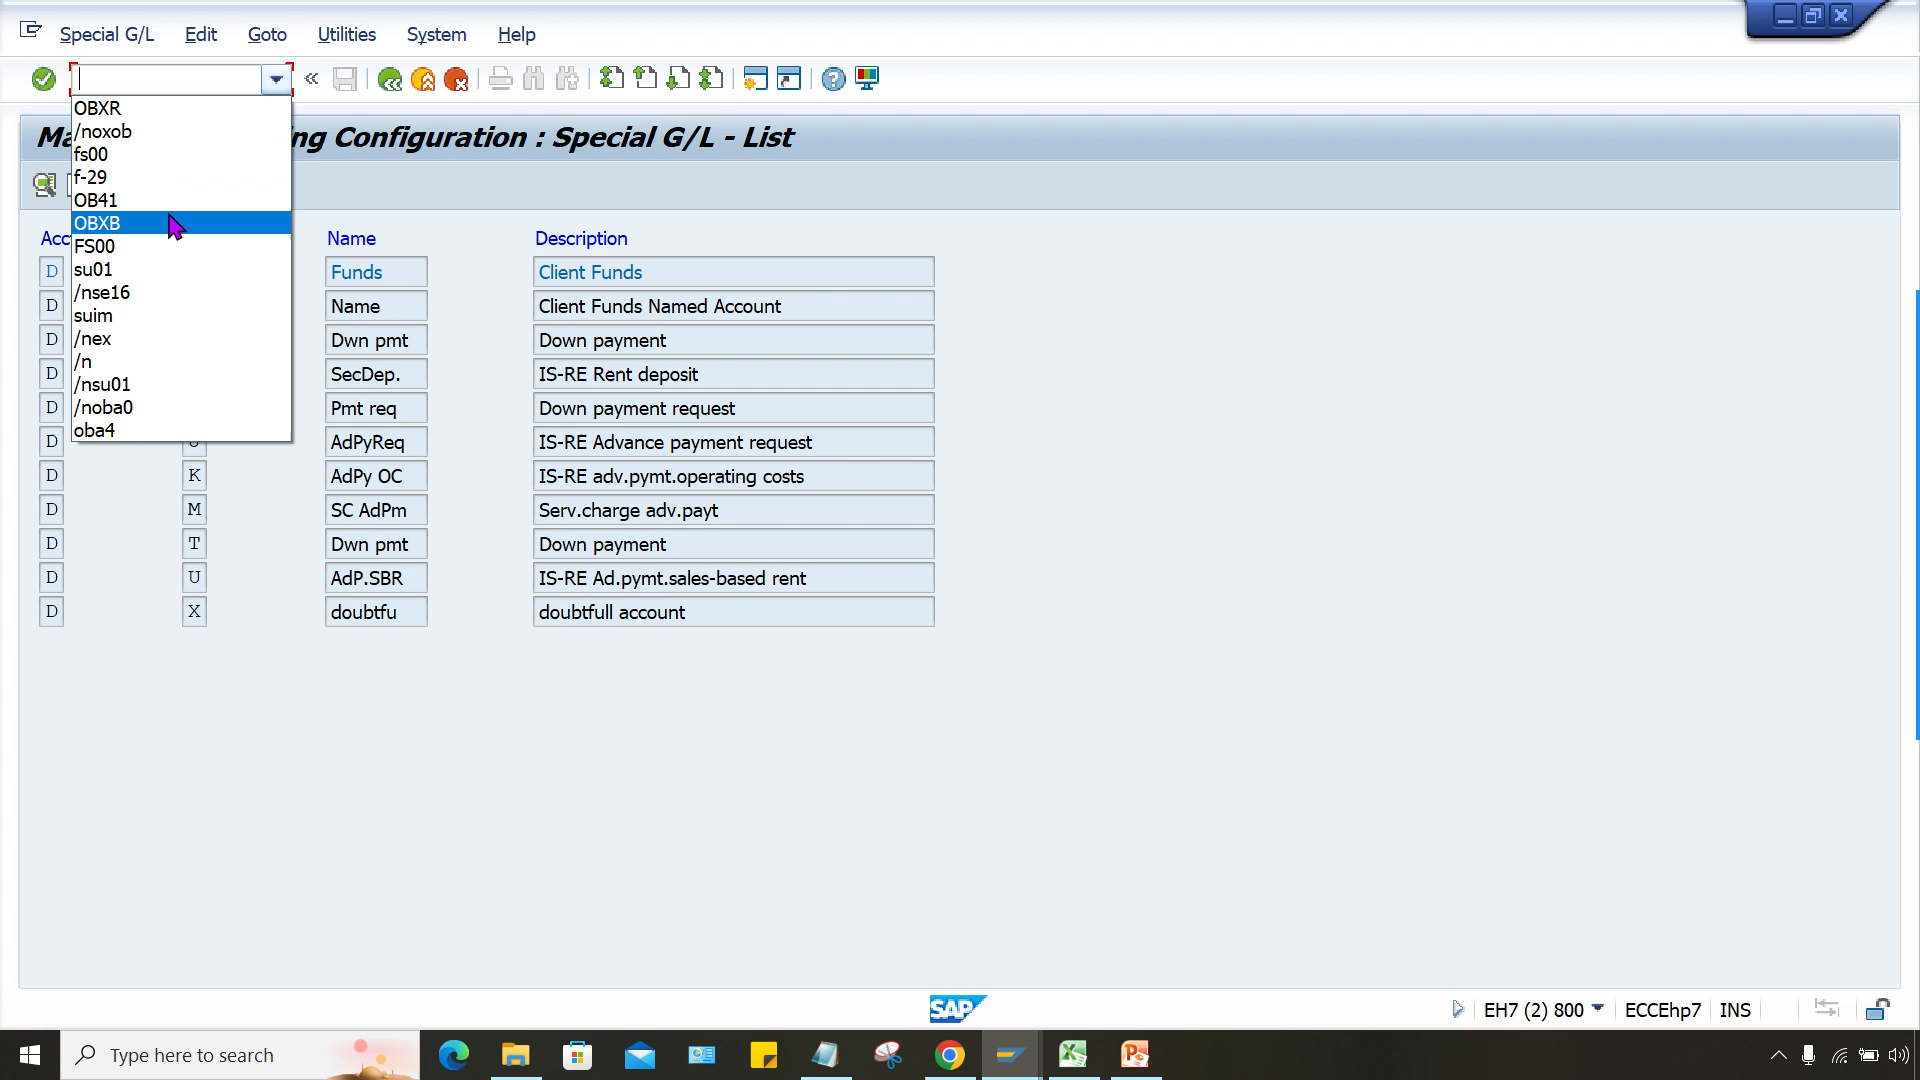 Special G/L Edit Goto Utilities System Help
OBXR
/noxob
fs00
f-29
OB41
OBXB
FS00
su01
/nse16
suim
/nex
/n
/nsu01
/noba0
oba4
Ma ng Configuration : Special G/L - List
Acc Name Description
D Funds Client Funds
D Name Client Funds Named Account
D Dwn pmt Down payment
D SecDep. IS-RE Rent deposit
D Pmt req Down payment request
D AdPyReq IS-RE Advance payment request
D K AdPy OC IS-RE adv.pymt.operating costs
D M SC AdPm Serv.charge adv.payt
D T Dwn pmt Down payment
D U AdP.SBR IS-RE Ad.pymt.sales-based rent
D X doubtfu doubtfull account
SAP
EH7 (2) 800 ECCEhp7 INS
Type here to search